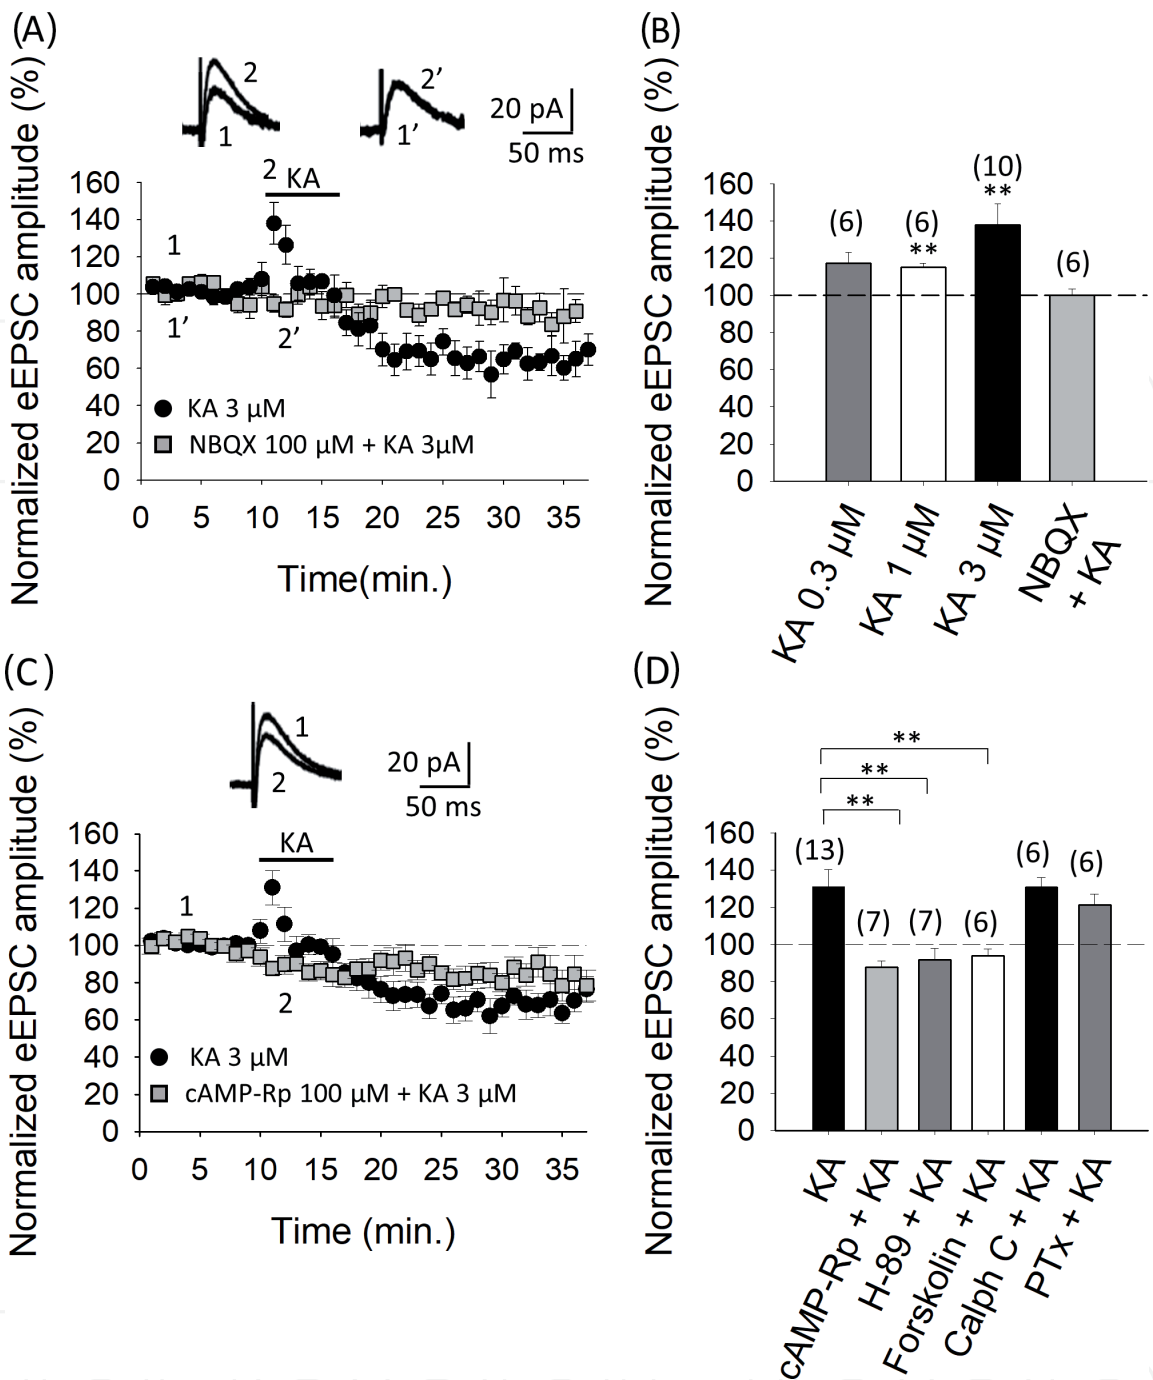 (A)
Normalized eEPSC amplitude (%)
2
1
2’
1’
20 pA
50 ms
2
KA
160
140
120
100
80
60
40
20
0
1
1’
2’
KA 3 µM
NBQX 100 µM + KA 3µM
0 5 10 15 20 25 30 35
Time(min.)
(B)
Normalized eEPSC amplitude (%)
160
140
120
100
80
60
40
20
0
(6)
(6)
**
(10)
**
(6)
KA 0.3 µM
KA 1 µM
KA 3 µM
NBQX
+ KA
(C)
Normalized eEPSC amplitude (%)
1
2
20 pA
50 ms
KA
160
140
120
100
80
60
40
20
0
1
2
KA 3 µM
cAMP-Rp 100 µM + KA 3 µM
0 5 10 15 20 25 30 35
Time (min.)
(D)
Normalized eEPSC amplitude (%)
**
**
**
160
140
120
100
80
60
40
20
0
(13)
(7)
(7)
(6)
(6)
(6)
KA
cAMP-Rp + KA
H-89 + KA
Forskolin + KA
Calph C + KA
PTx + KA